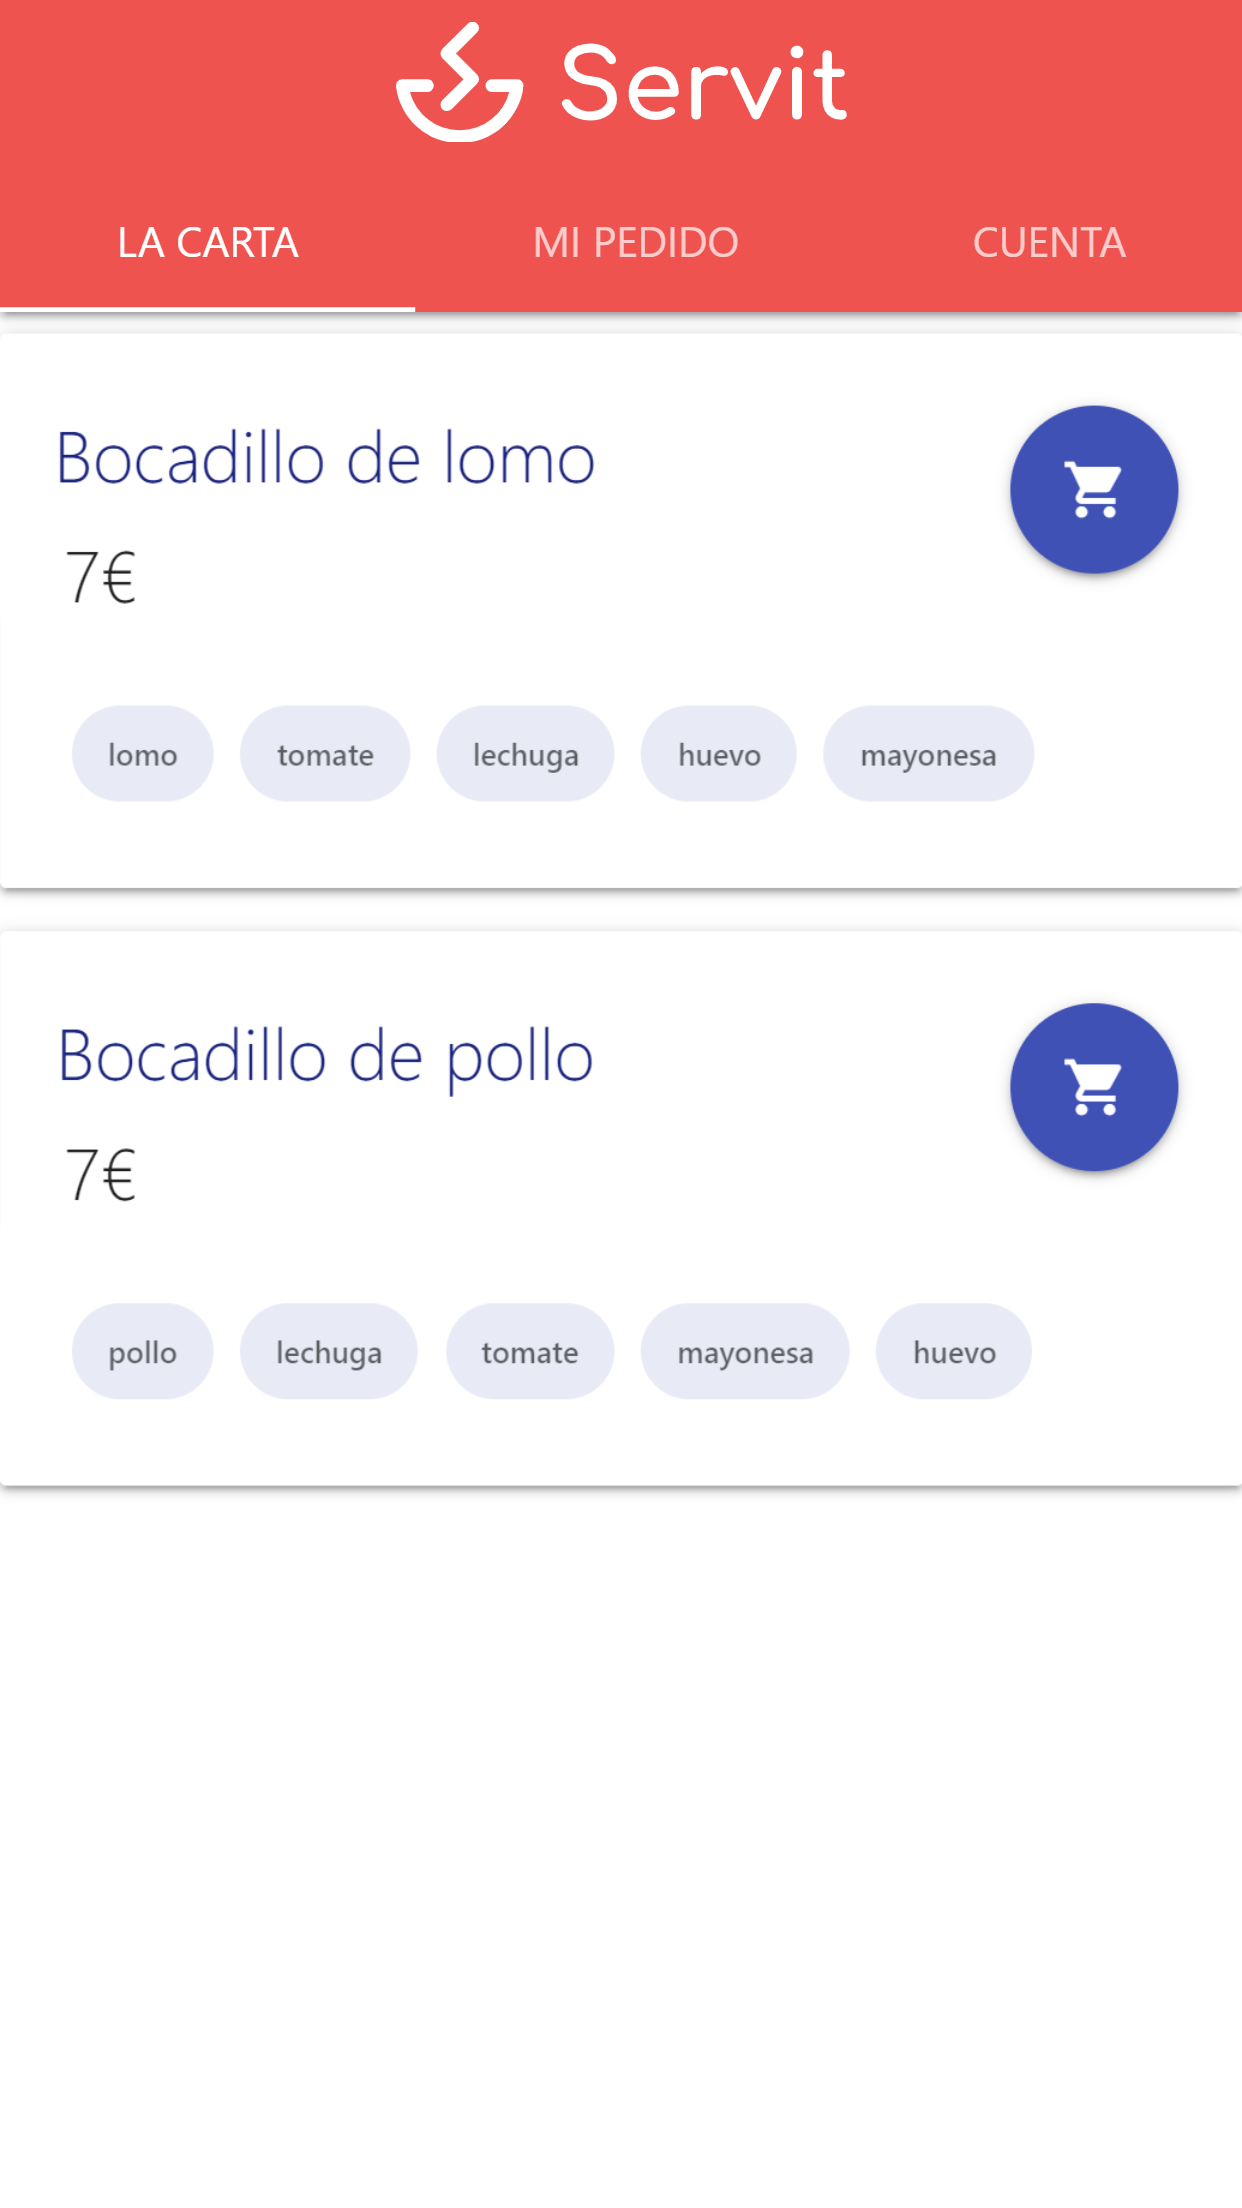 Servit
LA CARTA MI PEDIDO CUENTA
Bocadillo de lomo
7€
lomo tomate lechuga huevo mayonesa
Bocadillo de pollo
7€
pollo lechuga tomate mayonesa huevo